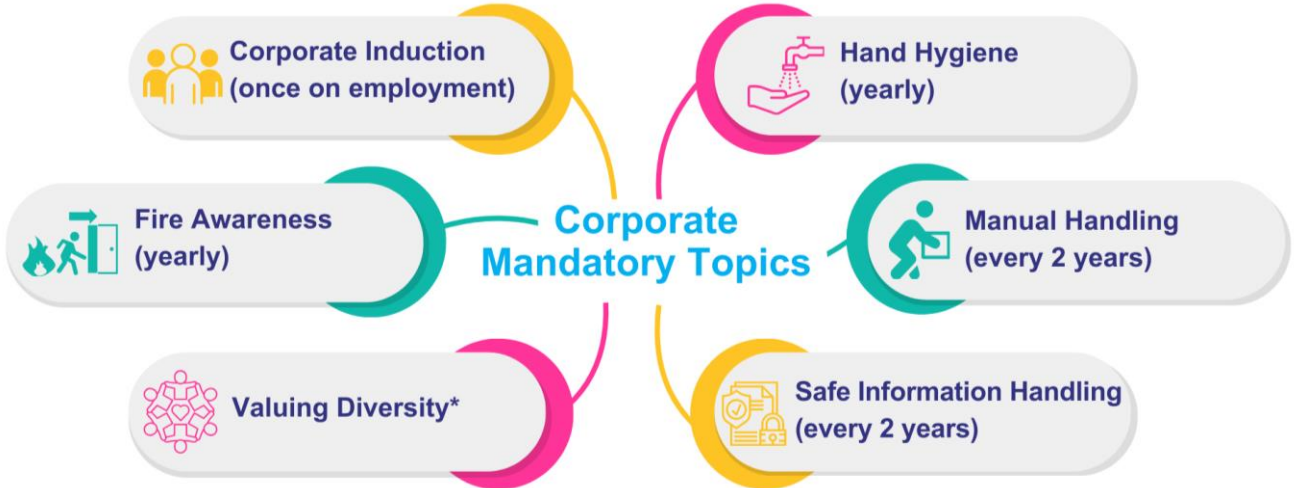 Corporate Induction
(once on employment)
Hand Hygiene
(yearly)
Fire Awareness
(yearly)
Corporate
Mandatory Topics
Manual Handling
(every 2 years)
Valuing Diversity*
Safe Information Handling
(every 2 years)